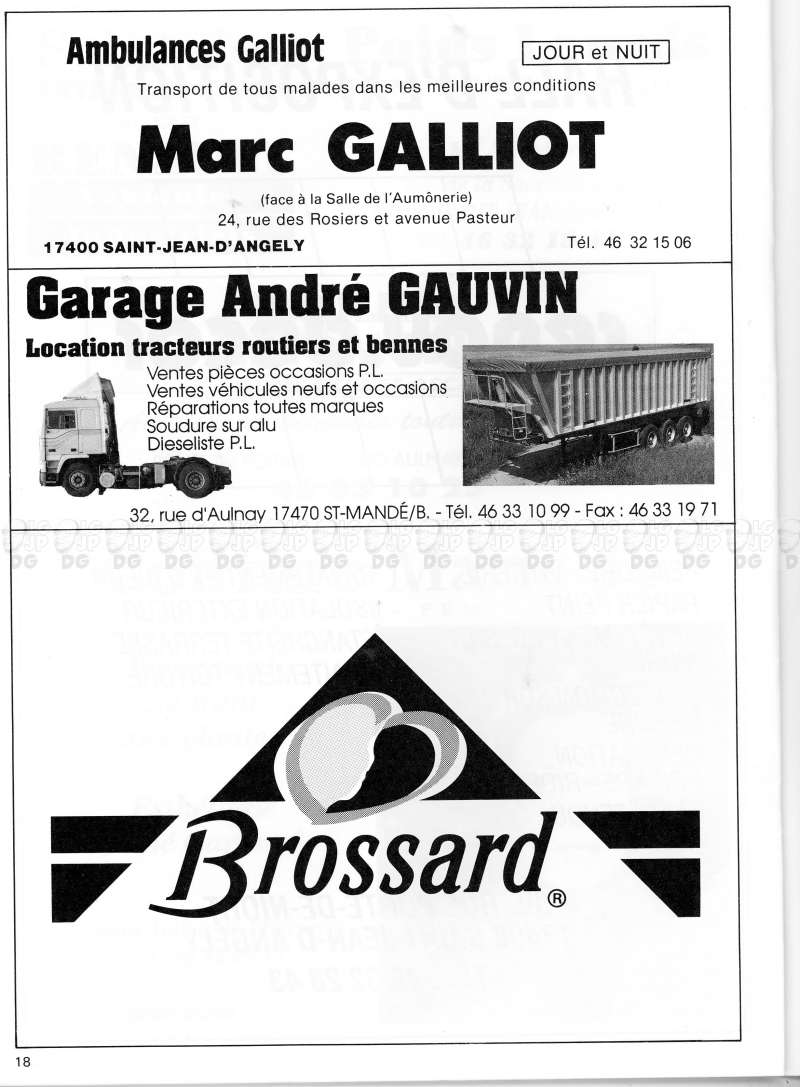 Ambulances Galliot
JOUR et NUIT
Transport de tous malades dans les meilleures conditions
Marc GALLIOT
(face à la Salle de l'Aumônerie)
24, rue des Rosiers et avenue Pasteur
17400 SAINT-JEAN-D'ANGELY
Tél. 46 32 15 06
Garage André GAUVIN
Location tracteurs routiers et bennes
Ventes pièces occasions P.L.
Ventes véhicules neufs et occasions
Réparations toutes marques
Soudure sur alu
Dieseliste P.L.
32, rue d'Aulnay 17470 ST-MANDÉ/B. - Tél. 46 33 10 99 - Fax : 46 33 19 71
Brossard®
18